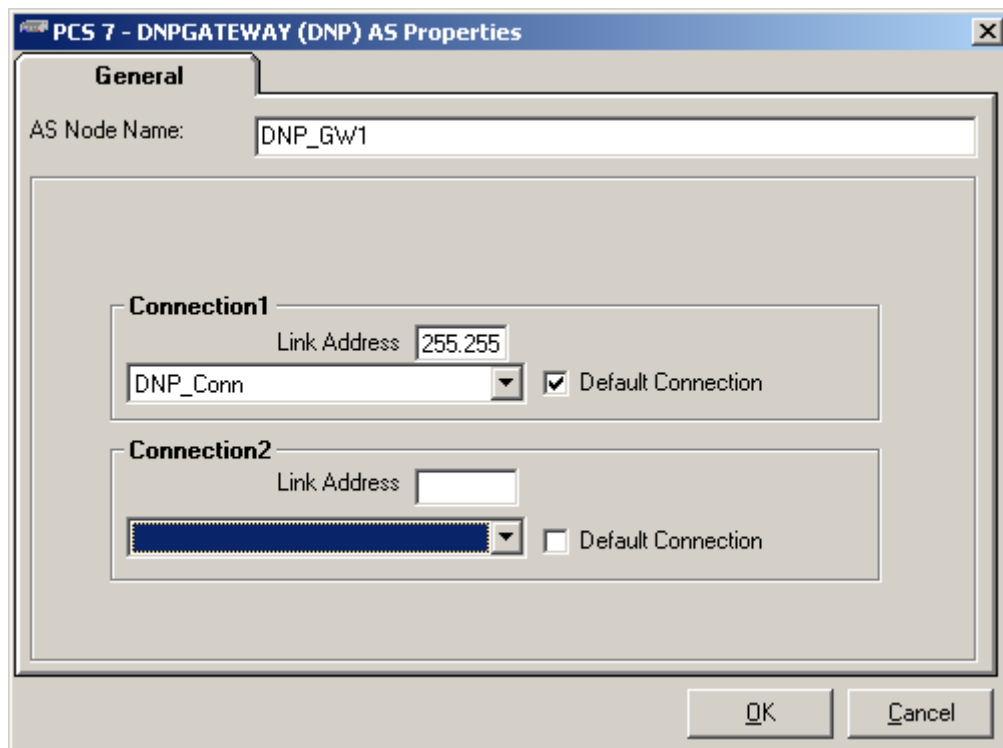 PCS 7 - DNPGATEWAY (DNP) AS Properties
General
AS Node Name: DNP_GW1
Connection1
Link Address 255.255
DNP_Conn Default Connection
Connection2
Link Address
Default Connection
OK Cancel